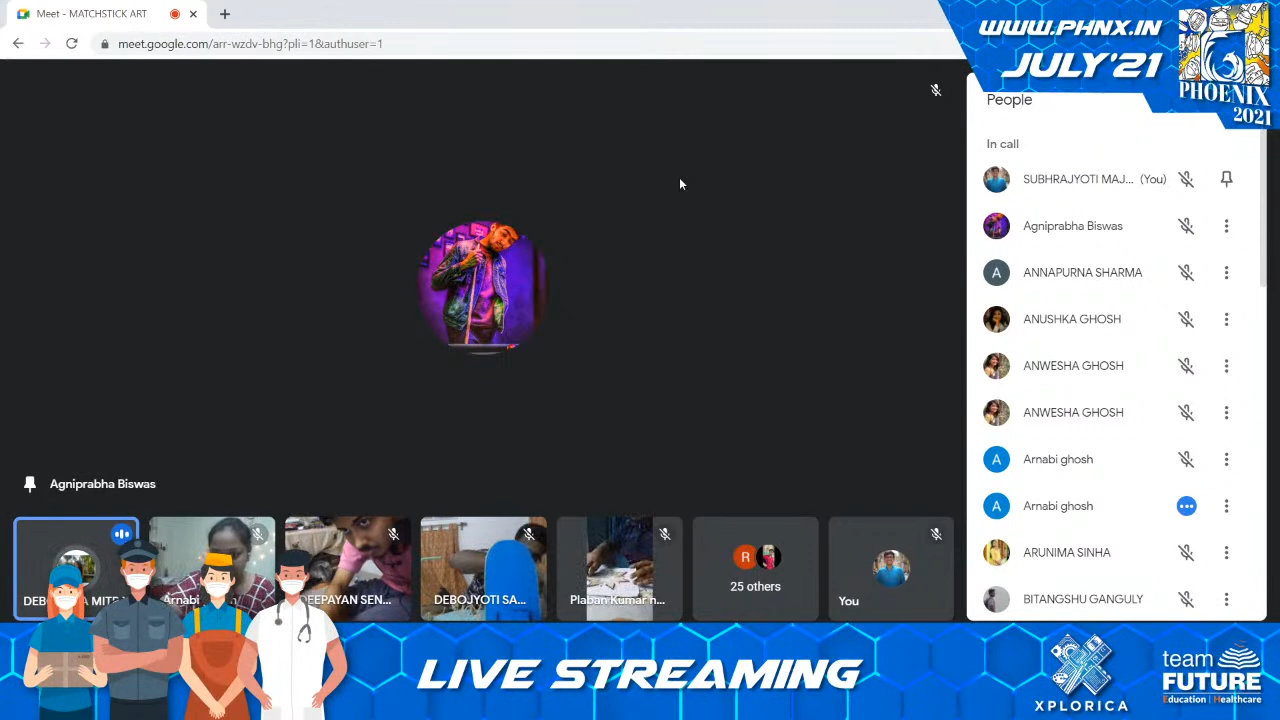 Meet - MATCHSTICK ART
meet.google.com/arr-wzdv-bhg?pli=1&authuser=1
WWW.PHNX.IN
JULY'21
PHOENIX
2021
People
In call
SUBHRAJYOTI MAJ... (You)
Agniprabha Biswas
A ANNAPURNA SHARMA
ANUSHKA GHOSH
ANWESHA GHOSH
ANWESHA GHOSH
A Arnabi ghosh
A Arnabi ghosh
ARUNIMA SINHA
BITANGSHU GANGULY
Agniprabha Biswas
Arnabi
DEEPAYAN SEN...
DEBOJYOTI SA...
Plaban Kumar n...
R
25 others
You
LIVE STREAMING
XPLORICA
team
FUTURE
Education | Healthcare